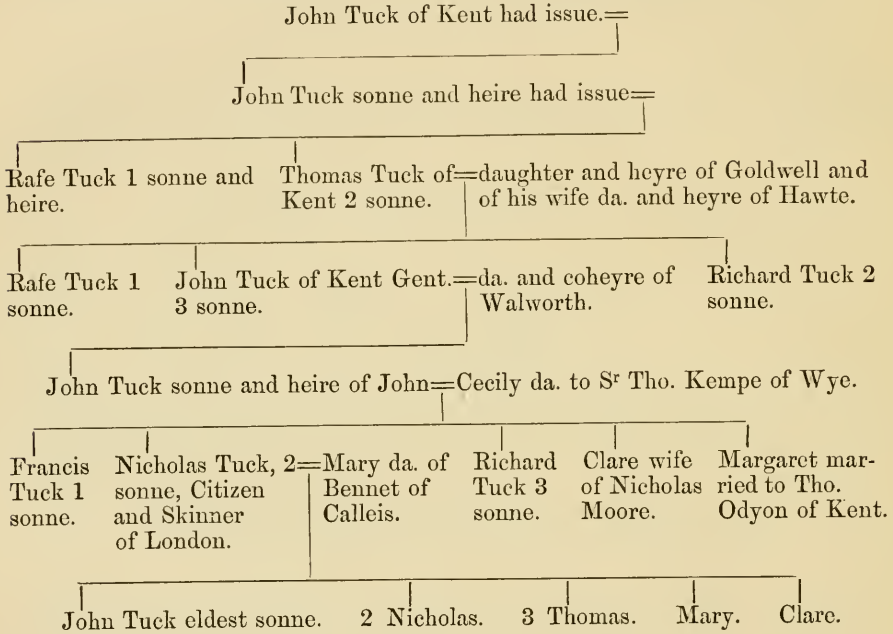 John Tuck of Kent had issue.=
John Tuck sonne and heire had issue=
Rafe Tuck 1 sonne and
heire.
Thomas Tuck of=daughter and heyre of Goldwell and
Kent 2 sonne. of his wife da. and heyre of Hawte.
Rafe Tuck 1
sonne.
John Tuck of Kent Gent.=da. and coheyre of
3 sonne. Walworth.
Richard Tuck 2
sonne.
John Tuck sonne and heire of John=Cecily da. to Sʳ Tho. Kempe of Wye.
Francis
Tuck 1
sonne.
Nicholas Tuck, 2=Mary da. of
sonne, Citizen Bennet of
and Skinner Calleis.
of London.
Richard
Tuck 3
sonne.
Clare wife
of Nicholas
Moore.
Margaret mar-
ried to Tho.
Odyon of Kent.
John Tuck eldest sonne. 2 Nicholas. 3 Thomas. Mary. Clare.